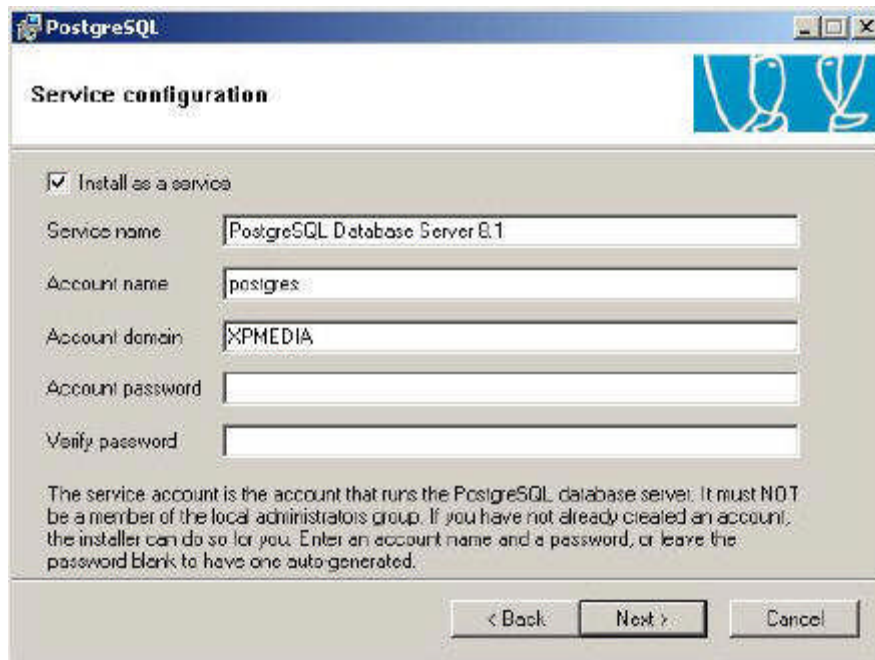 PostgreSQL
Service configuration
Install as a service
Service name PostgreSQL Database Server 8.1
Account name postgres
Account domain XPMEDIA
Account password
Verify password
The service account is the account that runs the PostgreSQL database server. It must NOT
be a member of the local administrators group. If you have not already created an account,
the installer can do so for you. Enter an account name and a password, or leave the
password blank to have one auto-generated.
< Back Next > Cancel